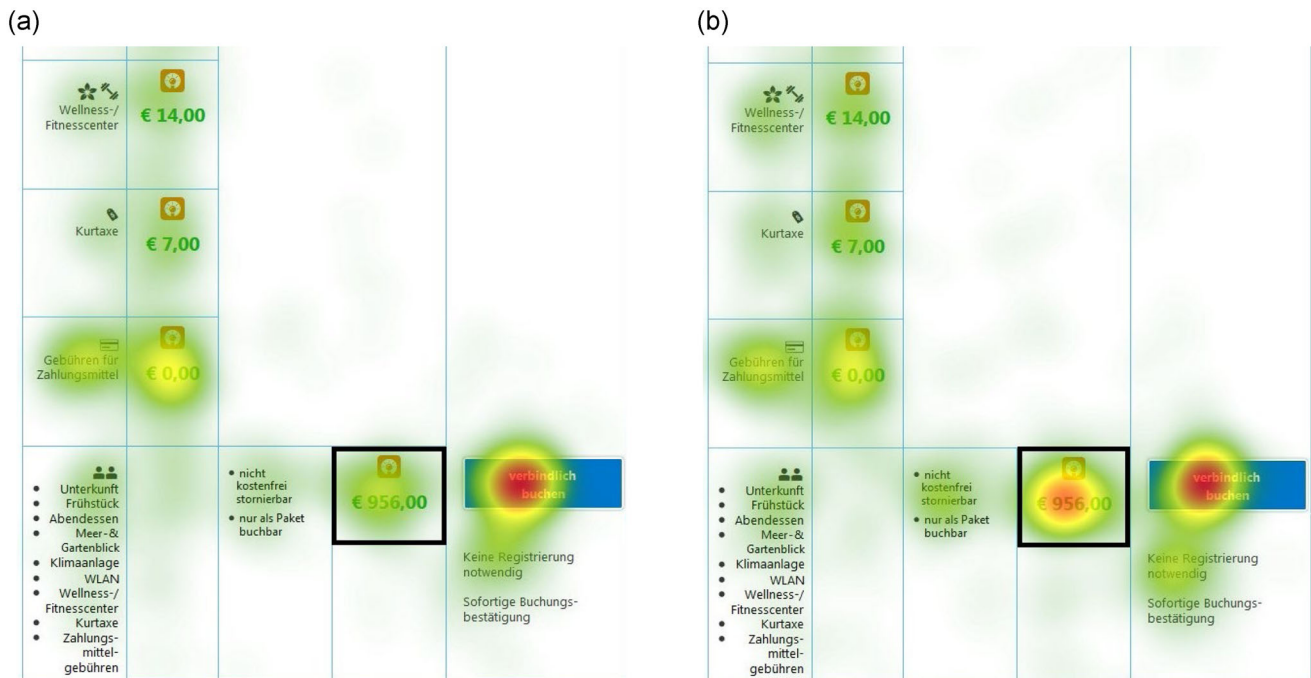 (a)
Wellness-/
Fitnesscenter
€ 14,00
Kurtaxe
€ 7,00
Gebühren für
Zahlungsmittel
€ 0,00
• Unterkunft
• Frühstück
• Abendessen
• Meer-&
Gartenblick
• Klimaanlage
• WLAN
• Wellness-/
Fitnesscenter
• Kurtaxe
• Zahlungs-
mittel-
gebühren
• nicht
kostenfrei
stornierbar
• nur als Paket
buchbar
€ 956,00
verbindlich
buchen
Keine Registrierung
notwendig
Sofortige Buchungs-
bestätigung
(b)
Wellness-/
Fitnesscenter
€ 14,00
Kurtaxe
€ 7,00
Gebühren für
Zahlungsmittel
€ 0,00
• Unterkunft
• Frühstück
• Abendessen
• Meer-&
Gartenblick
• Klimaanlage
• WLAN
• Wellness-/
Fitnesscenter
• Kurtaxe
• Zahlungs-
mittel-
gebühren
• nicht
kostenfrei
stornierbar
• nur als Paket
buchbar
€ 956,00
verbindlich
buchen
Keine Registrierung
notwendig
Sofortige Buchungs-
bestätigung